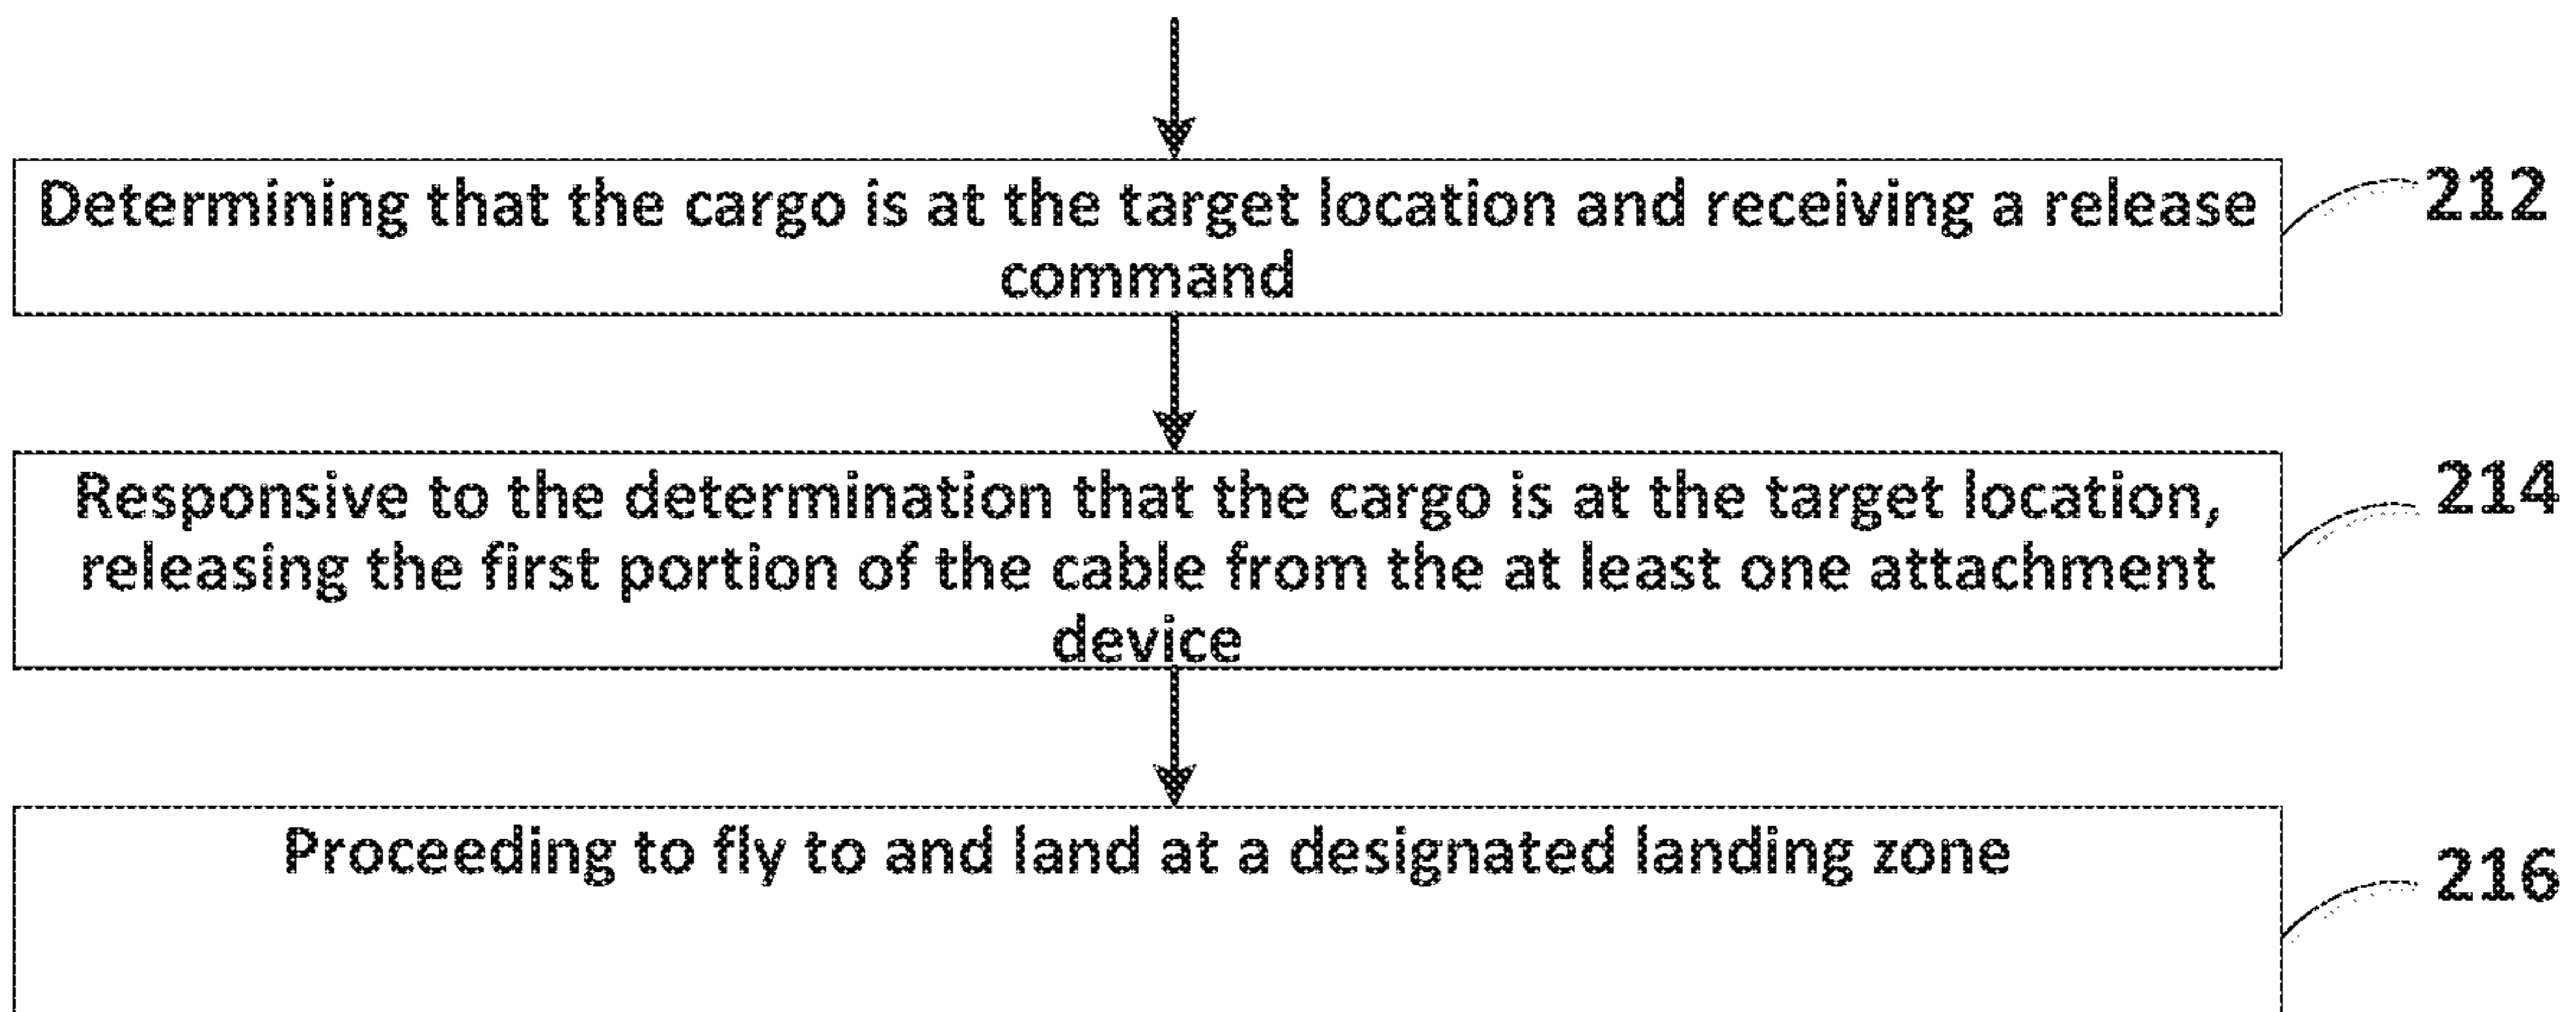 Determining that the cargo is at the target location and receiving a release
command
212
Responsive to the determination that the cargo is at the target location,
releasing the first portion of the cable from the at least one attachment
device
214
Proceeding to fly to and land at a designated landing zone
216